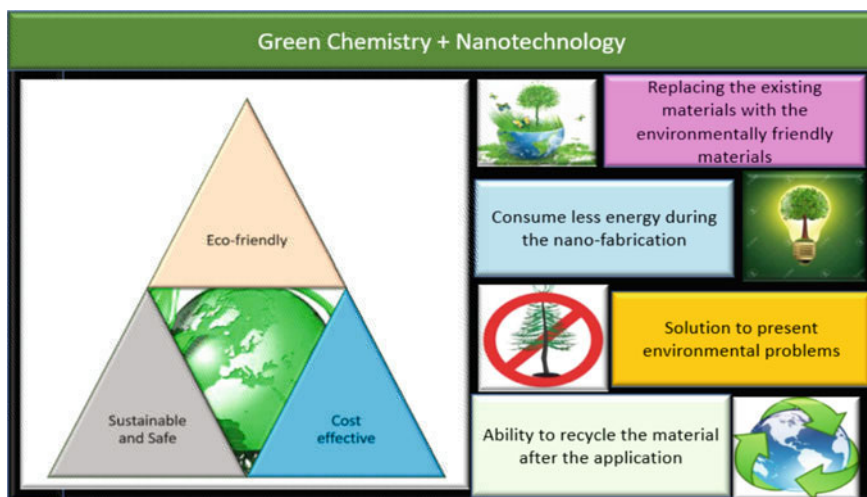 Green Chemistry + Nanotechnology
Eco-friendly
Sustainable
and Safe
Cost
effective
Replacing the existing
materials with the
environmentally friendly
materials
Consume less energy during
the nano-fabrication
Solution to present
environmental problems
Ability to recycle the material
after the application